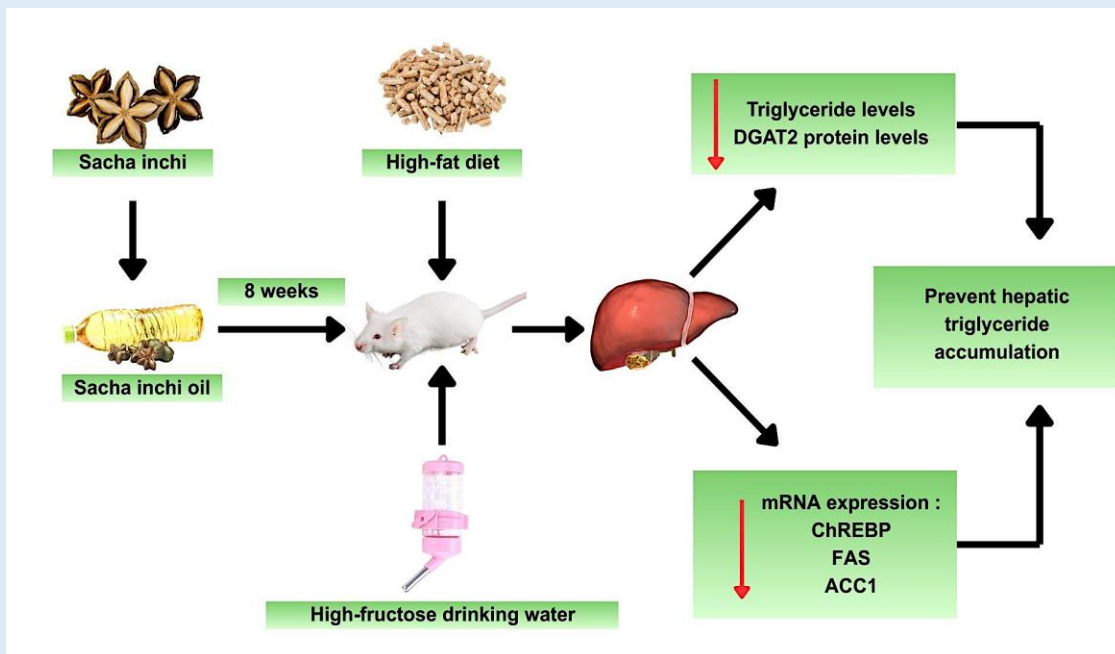 Sacha inchi
High-fat diet
Triglyceride levels
DGAT2 protein levels
8 weeks
Sacha inchi oil
Prevent hepatic
triglyceride
accumulation
High-fructose drinking water
mRNA expression :
ChREBP
FAS
ACC1